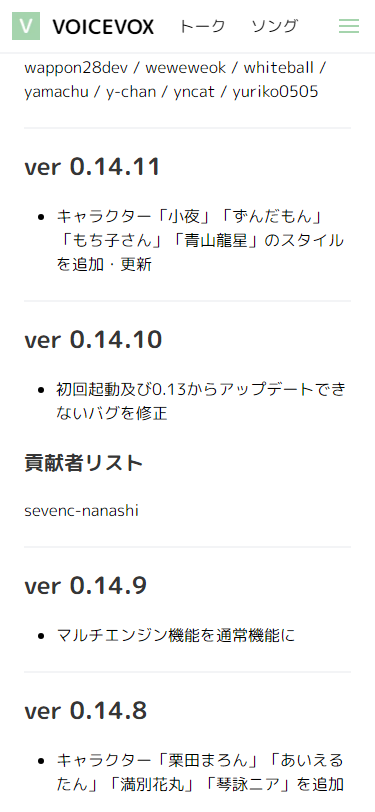 V VOICEVOX トーク ソング
wappon28dev / weweweok / whiteball /
yamachu / y-chan / yncat / yuriko0505
ver 0.14.11
• キャラクター「小夜」「ずんだもん」
「もち子さん」「青山龍星」のスタイル
を追加・更新
ver 0.14.10
• 初回起動及び0.13からアップデートでき
ないバグを修正
貢献者リスト
sevenc-nanashi
ver 0.14.9
• マルチエンジン機能を通常機能に
ver 0.14.8
• キャラクター「栗田まろん」「あいえる
たん」「満別花丸」「琴詠ニア」を追加